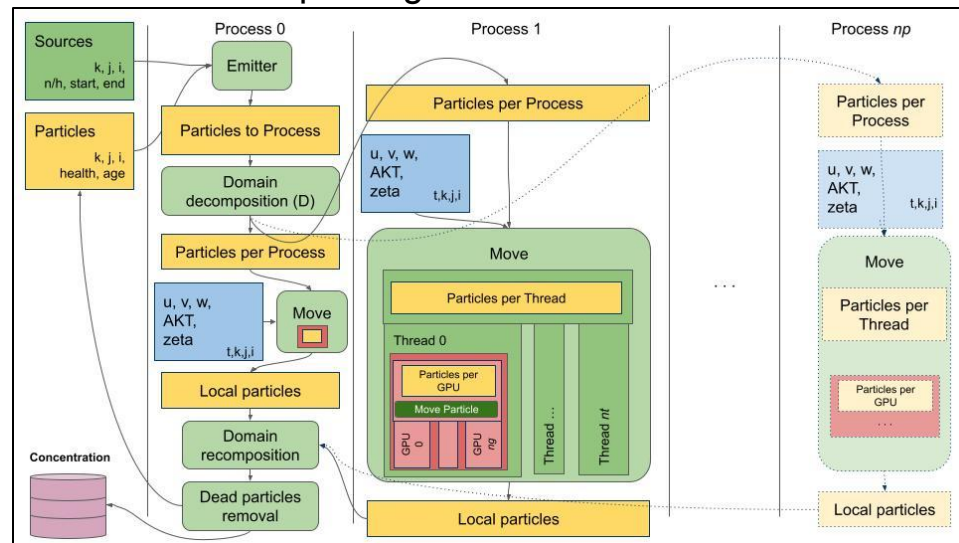 Process 0
Process 1
Process np
Sources
k, j, i,
n/h, start, end
Particles
k, j, i,
health, age
Emitter
Particles to Process
Domain
decomposition (D)
Particles per Process
u, v, w,
AKT,
zeta
t,k,j,i
Move
Local particles
Domain
recomposition
Dead particles
removal
Concentration
Particles per Process
u, v, w,
AKT,
zeta
t,k,j,i
Move
Particles per Thread
Thread 0
Particles per
GPU
Move Particle
GPU
0
GPU
ng
Thread ...
Thread nt
Local particles
...
Particles per
Process
u, v, w,
AKT,
zeta
t,k,j,i
Move
Particles per
Thread
Particles per
GPU
...
Local particles